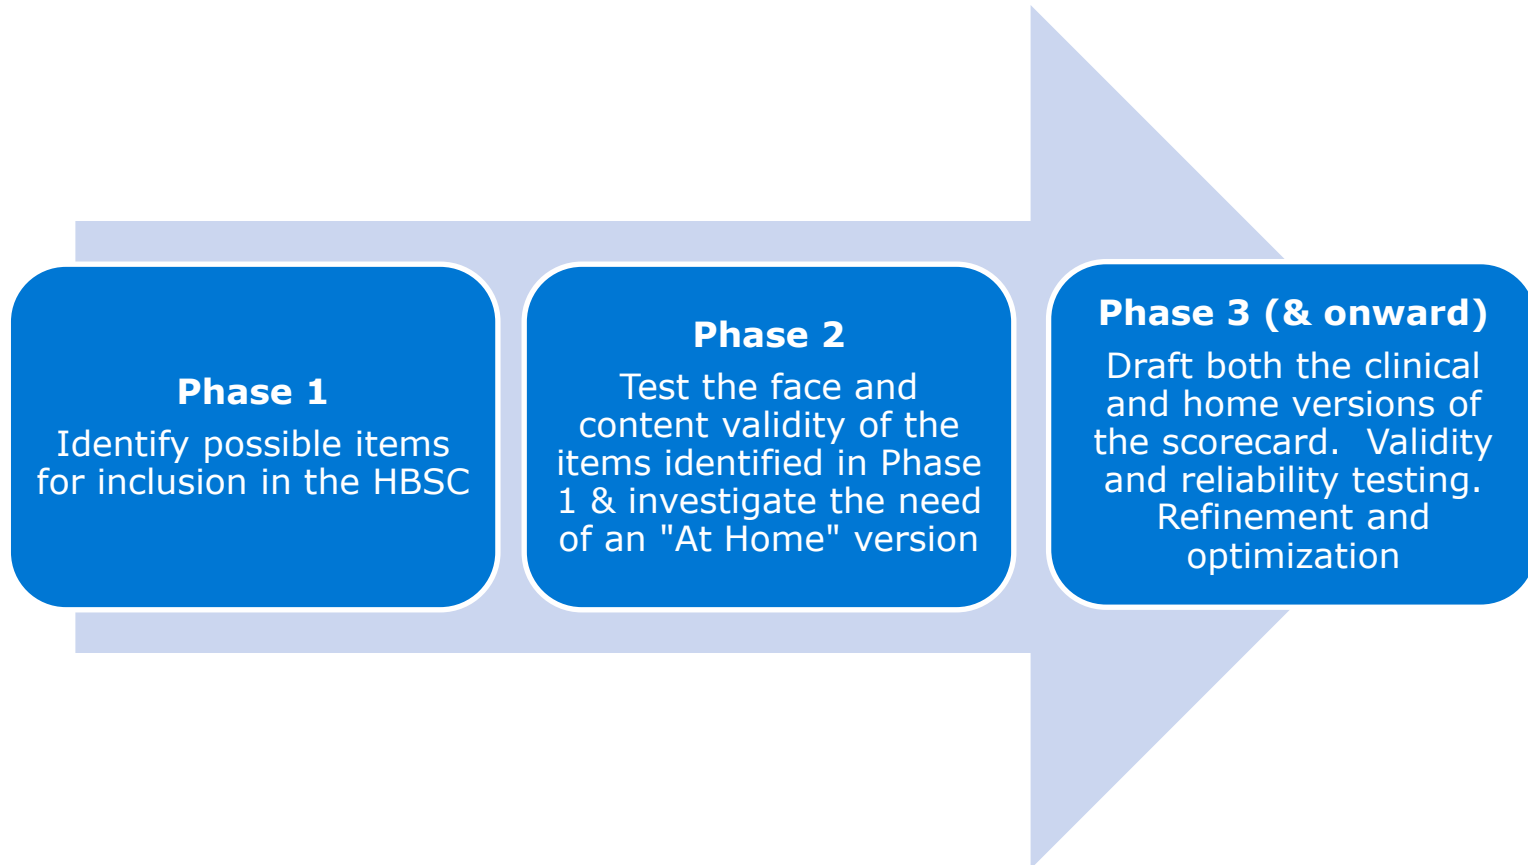 Phase 1
Identify possible items
for inclusion in the HBSC
Phase 2
Test the face and
content validity of the
items identified in Phase
1 & investigate the need
of an "At Home" version
Phase 3 (& onward)
Draft both the clinical
and home versions of
the scorecard.  Validity
and reliability testing.
Refinement and
optimization